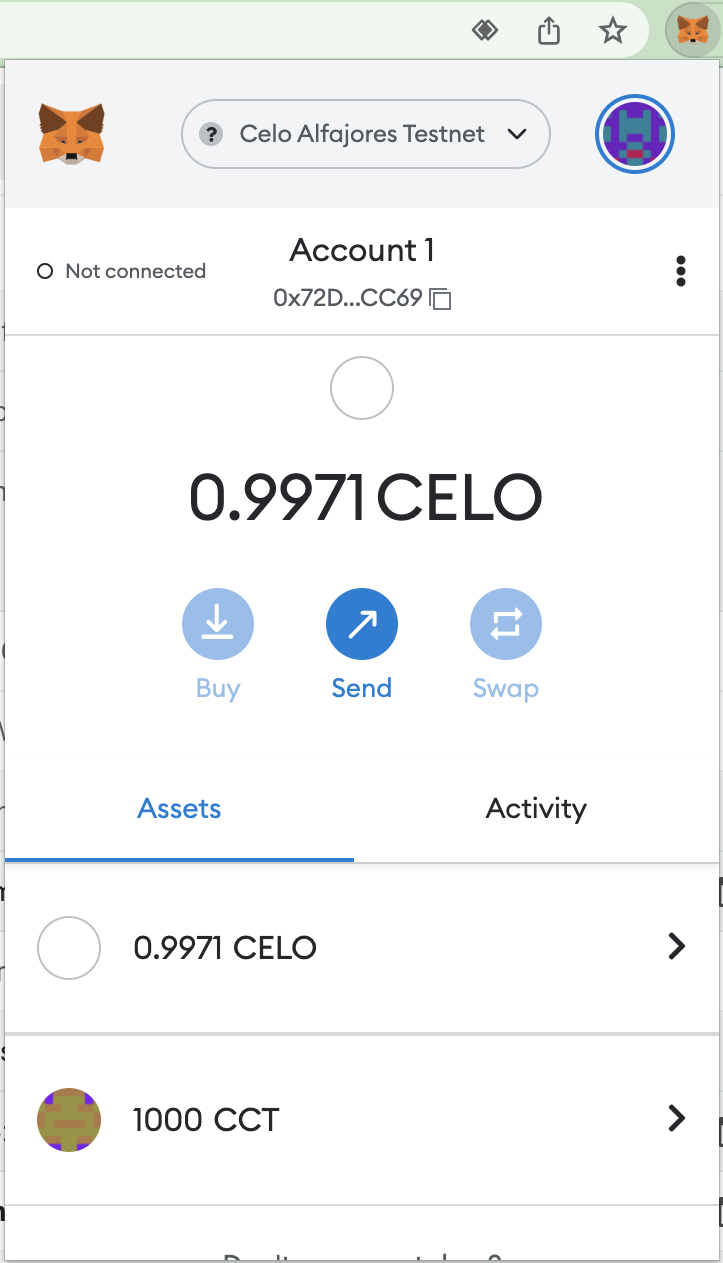 Celo Alfajores Testnet
Not connected
Account 1
0x72D...CC69
0.9971 CELO
Buy
Send
Swap
Assets
Activity
0.9971 CELO
1000 CCT